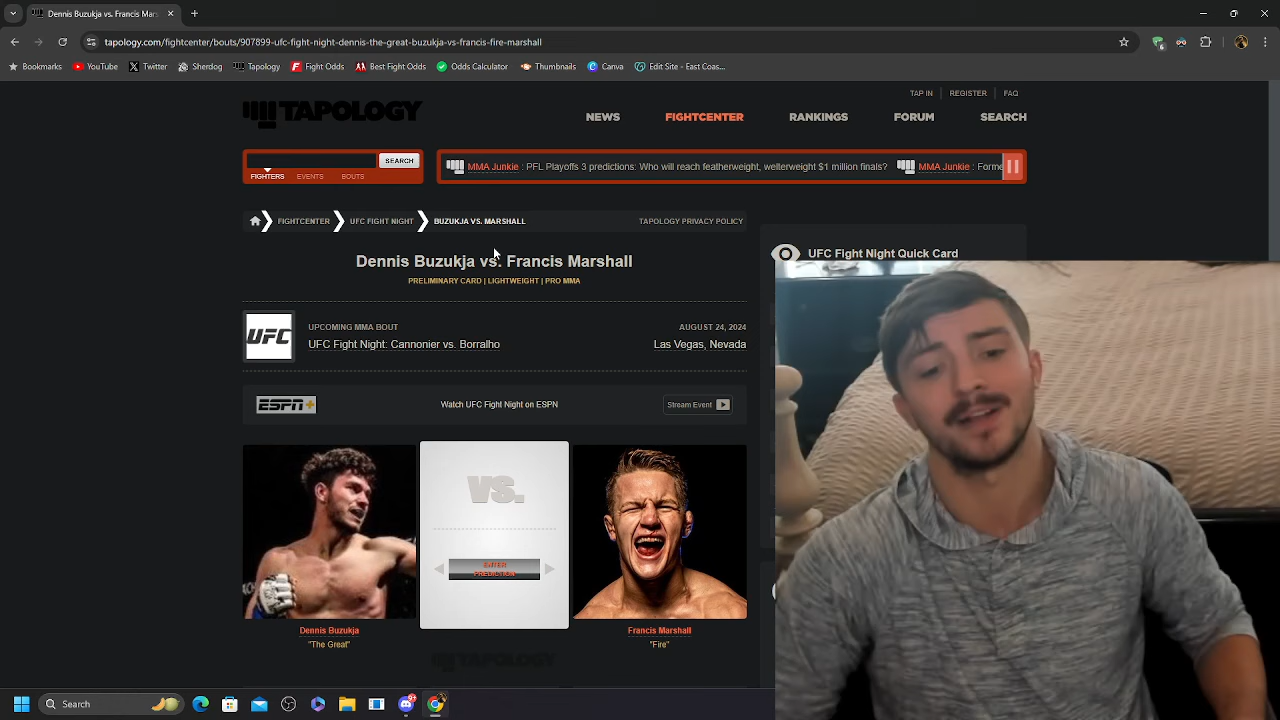 Dennis Buzukja vs. Francis Mars
tapology.com/fightcenter/bouts/907899-ufc-fight-night-dennis-the-great-buzukja-vs-francis-fire-marshall
Bookmarks YouTube Twitter Sherdog Tapology Fight Odds Best Fight Odds Odds Calculator Thumbnails Canva Edit Site - East Coas...
TAP IN REGISTER FAQ
TAPOLOGY
NEWS FIGHTCENTER RANKINGS FORUM SEARCH
SEARCH
FIGHTERS EVENTS BOUTS
MMA Junkie : PFL Playoffs 3 predictions: Who will reach featherweight, welterweight $1 million finals? MMA Junkie : Forme
FIGHTCENTER UFC FIGHT NIGHT BUZUKJA VS. MARSHALL TAPOLOGY PRIVACY POLICY
UFC Fight Night Quick Card
Dennis Buzukja vs. Francis Marshall
PRELIMINARY CARD | LIGHTWEIGHT | PRO MMA
UFC
UPCOMING MMA BOUT AUGUST 24, 2024
UFC Fight Night: Cannonier vs. Borralho Las Vegas, Nevada
ESPN+ Watch UFC Fight Night on ESPN Stream Event
VS.
ENTER
PREDICTION
Dennis Buzukja Francis Marshall
"The Great" "Fire"
TAPOLOGY
Search